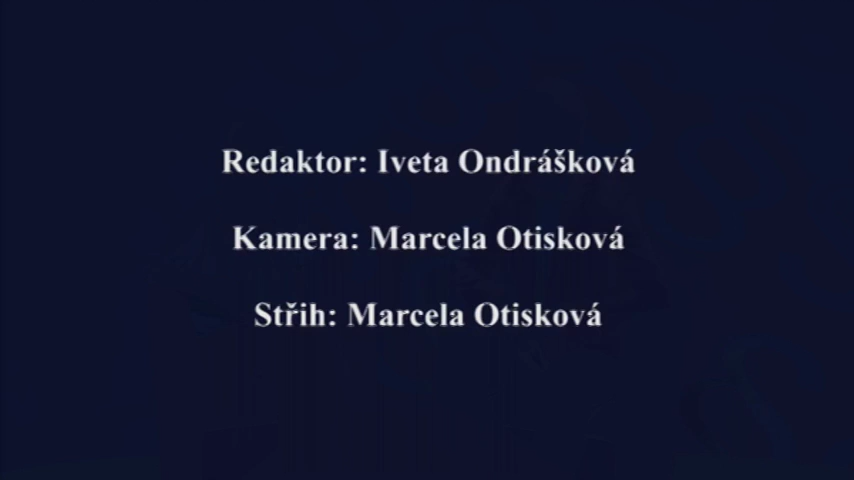 Redaktor: Iveta Ondrášková
Kamera: Marcela Otisková
Střih: Marcela Otisková